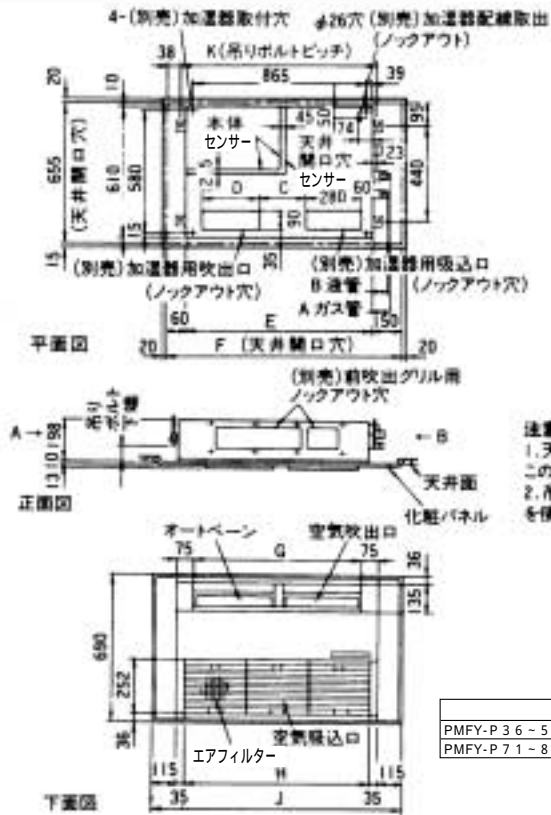 4-(別売)加湿器取付穴
φ26穴(別売)加湿器配線取出
(ノックアウト)
38
K(吊りボルトピッチ)
865
39
20
10
45
50
74
95
本体
センサー
天井
開口穴
センサー
23
655
(天井開口穴)
610
580
440
D
C
280
60
90
15
15
35
(別売)加湿器用吹出口
(ノックアウト穴)
(別売)加湿器用吸込口
(ノックアウト穴)
B液管
Aガス管
60
E
150
平面図
20
F (天井開口穴)
20
(別売)前吹出グリル用
ノックアウト穴
吊り
ボルト
下端
A→
198
←B
10
13
天井面
化粧パネル
正面図
1.天
この
2.吊
を使
オートベーン
空気吹出口
75
G
75
36
135
690
252
36
空気吸込口
エアフィルター
115
H
115
35
J
35
下面図
PMFY-P36~5
PMFY-P71~8